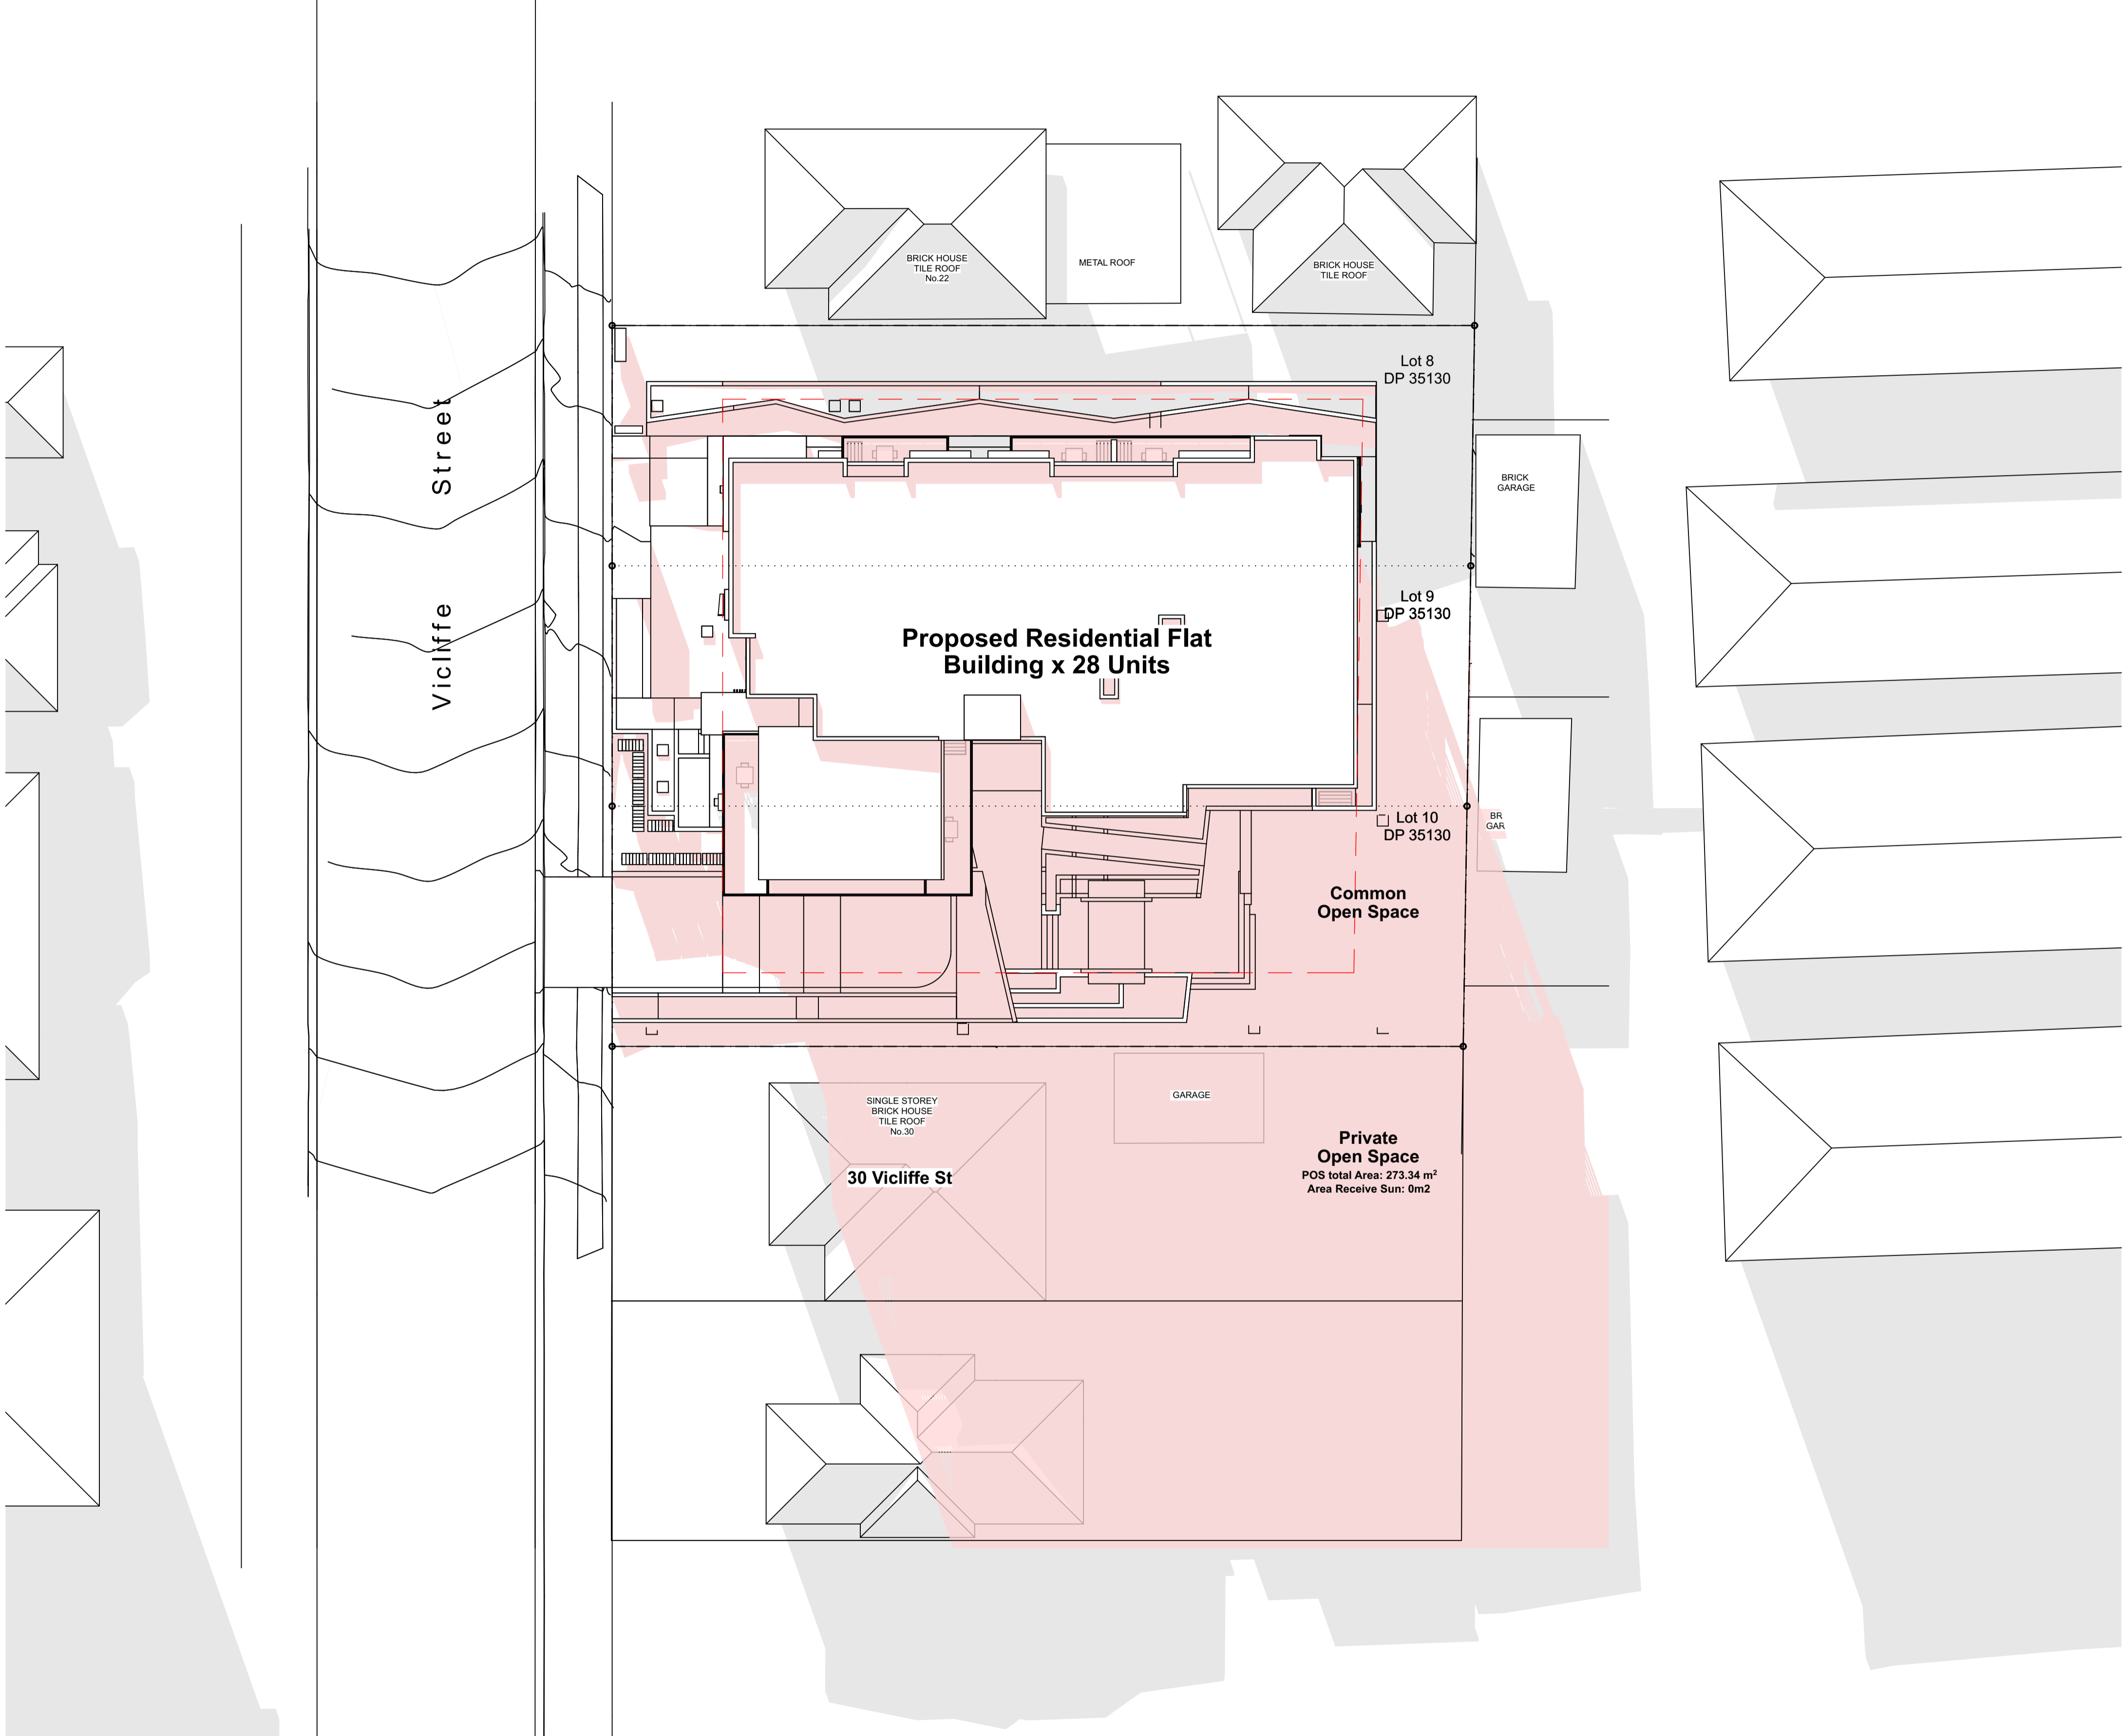 BRICK HOUSE
TILE ROOF
No.22
METAL ROOF
BRICK HOUSE
TILE ROOF
Lot 8
DP 35130
Vicliffe Street
BRICK
GARAGE
Lot 9
DP 35130
Proposed Residential Flat
Building x 28 Units
Lot 10
DP 35130
BR
GAR
Common
Open Space
SINGLE STOREY
BRICK HOUSE
TILE ROOF
No.30
GARAGE
30 Vicliffe St
Private
Open Space
POS total Area: 273.34 m²
Area Receive Sun: 0m2